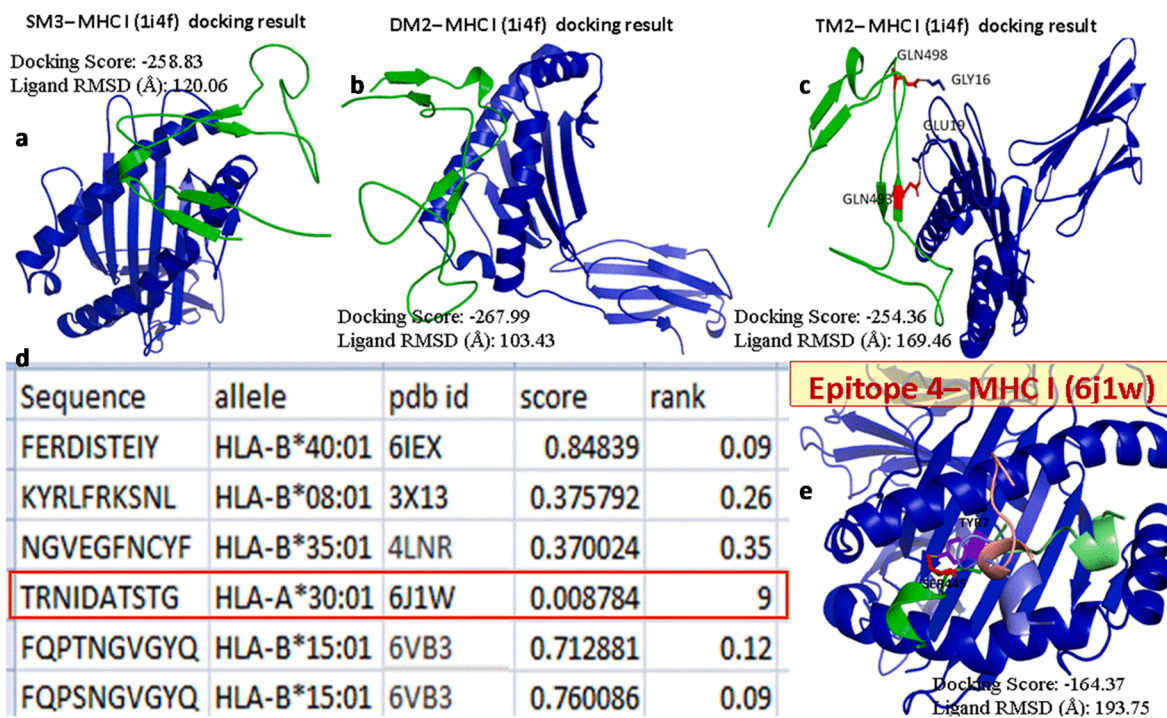 SM3–MHC I (1i4f) docking result
Docking Score: -258.83
Ligand RMSD (Å): 120.06
a
DM2–MHC I (1i4f) docking result
b
Docking Score: -267.99
Ligand RMSD (Å): 103.43
TM2–MHC I (1i4f) docking result
c
GLN498
GLY16
GLU19
GLN493
Docking Score: -254.36
Ligand RMSD (Å): 169.46
d
Sequence allele pdb id score rank
FERDISTEIY HLA-B*40:01 6IEX 0.84839 0.09
KYRLFRKSNL HLA-B*08:01 3X13 0.375792 0.26
NGVEGFNCYF HLA-B*35:01 4LNR 0.370024 0.35
TRNIDATSTG HLA-A*30:01 6J1W 0.008784 9
FQPTNGVGYQ HLA-B*15:01 6VB3 0.712881 0.12
FQPSNGVGYQ HLA-B*15:01 6VB3 0.760086 0.09
Epitope 4– MHC I (6j1w)
e
TYR7
SER445
Docking Score: -164.37
Ligand RMSD (Å): 193.75